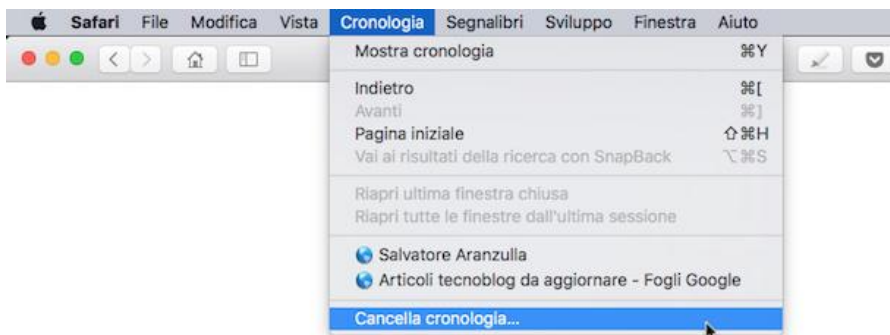 Safari File Modifica Vista Cronologia Segnalibri Sviluppo Finestra Aiuto
Mostra cronologia ⌘Y
Indietro ⌘[
Avanti ⌘]
Pagina iniziale ⇧⌘H
Vai ai risultati della ricerca con SnapBack ⌥⌘S
Riapri ultima finestra chiusa
Riapri tutte le finestre dall'ultima sessione
Salvatore Aranzulla
Articoli tecnoblog da aggiornare - Fogli Google
Cancella cronologia...